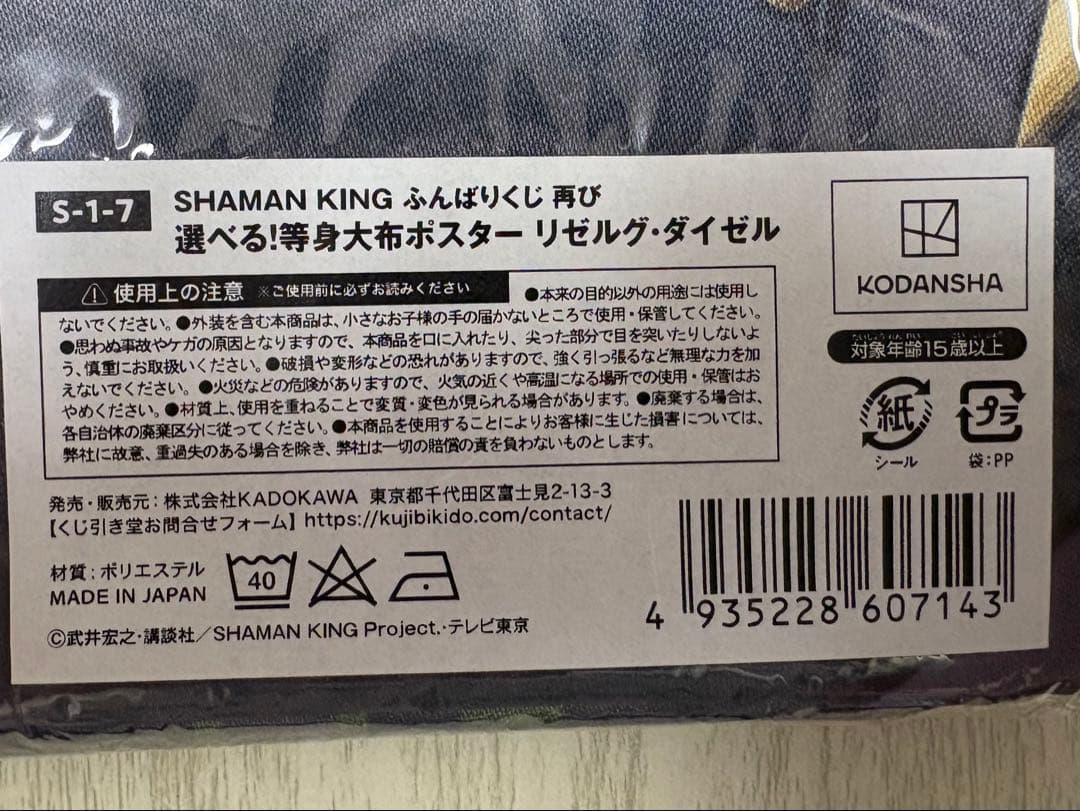 S-1-7
SHAMAN KING ふんばりくじ 再び
選べる!等身大布ポスター リゼルグ・ダイゼル
KODANSHA
⚠使用上の注意 ※ご使用前に必ずお読みください
●本来の目的以外の用途には使用し
ないでください。●外装を含む本商品は、小さなお子様の手の届かないところで使用・保管してください。
●思わぬ事故やケガの原因となりますので、本商品を口に入れたり、尖った部分で目を突いたりしないよ
う、慎重にお取扱いください。●破損や変形などの恐れがありますので、強く引っ張るなど無理な力を加
えないでください。●火災などの危険がありますので、火気の近くや高温になる場所での使用・保管はお
やめください。●材質上、使用を重ねることで変質・変色が見られる場合があります。●廃棄する場合は、
各自治体の廃棄区分に従ってください。●本商品を使用することによりお客様に生じた損害については、
弊社に故意、重過失のある場合を除き、弊社は一切の賠償の責を負わないものとします。
たいしょうねんれい さいいじょう
対象年齢15歳以上
紙
シール
プラ
袋:PP
発売・販売元:株式会社KADOKAWA 東京都千代田区富士見2-13-3
【くじ引き堂お問合せフォーム】https://kujibikido.com/contact/
材質:ポリエステル
MADE IN JAPAN
40
4 935228 607143
©武井宏之・講談社/SHAMAN KING Project.・テレビ東京